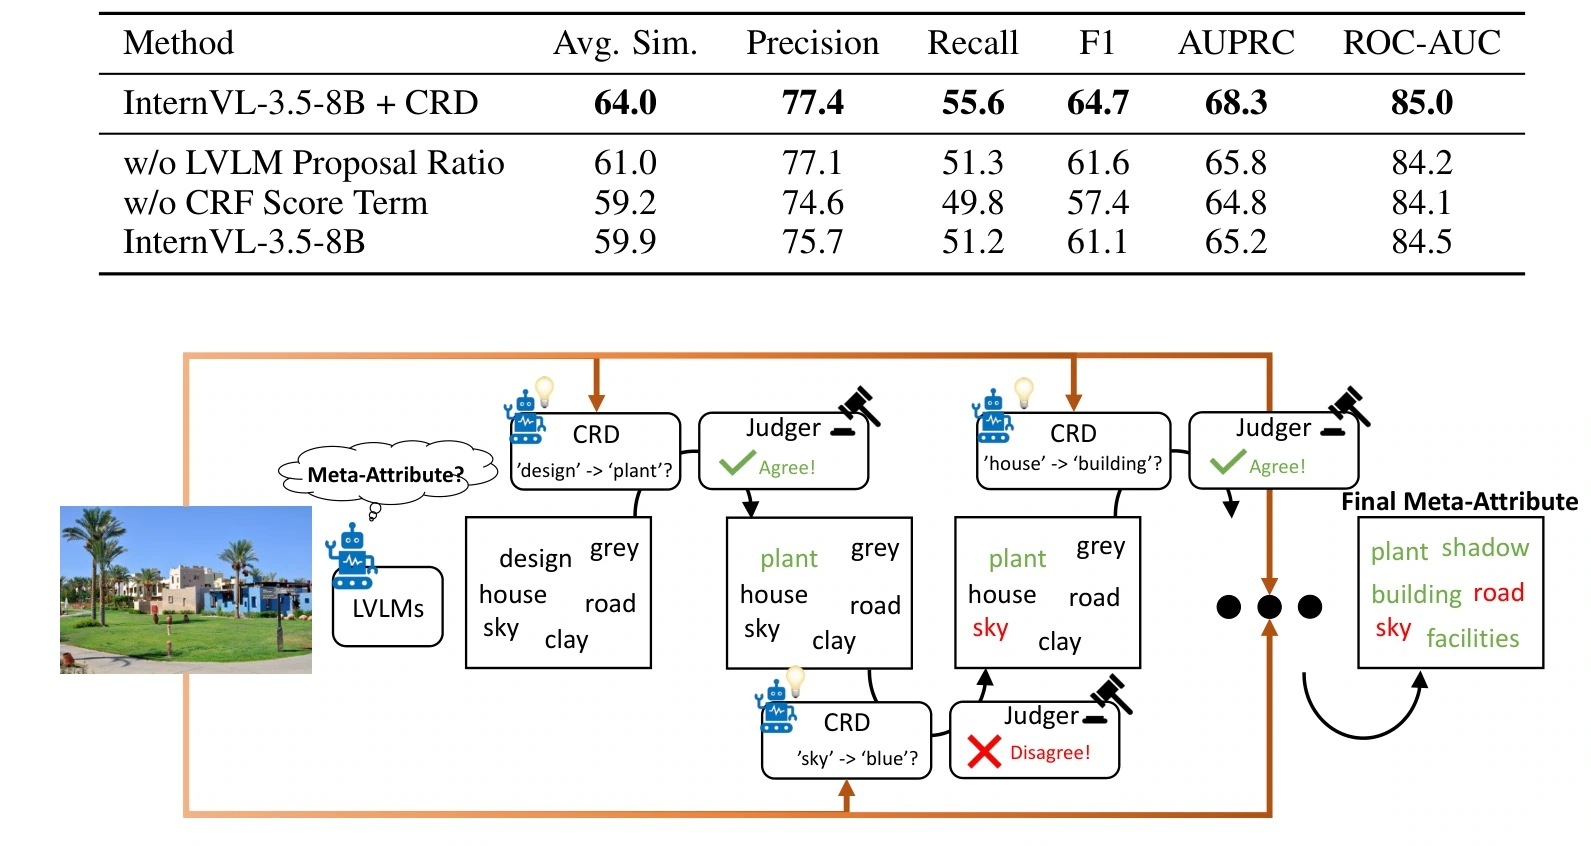 Method Avg. Sim. Precision Recall F1 AUPRC ROC-AUC
InternVL-3.5-8B + CRD 64.0 77.4 55.6 64.7 68.3 85.0
w/o LVLM Proposal Ratio 61.0 77.1 51.3 61.6 65.8 84.2
w/o CRF Score Term 59.2 74.6 49.8 57.4 64.8 84.1
InternVL-3.5-8B 59.9 75.7 51.2 61.1 65.2 84.5
Meta-Attribute?
LVLMs
CRD
'design' -> 'plant'?
Judger
Agree!
design grey
house road
sky clay
plant grey
house road
sky clay
CRD
'sky' -> 'blue'?
Judger
Disagree!
plant grey
house road
sky clay
CRD
'house' -> 'building'?
Judger
Agree!
Final Meta-Attribute
plant shadow
building road
sky facilities